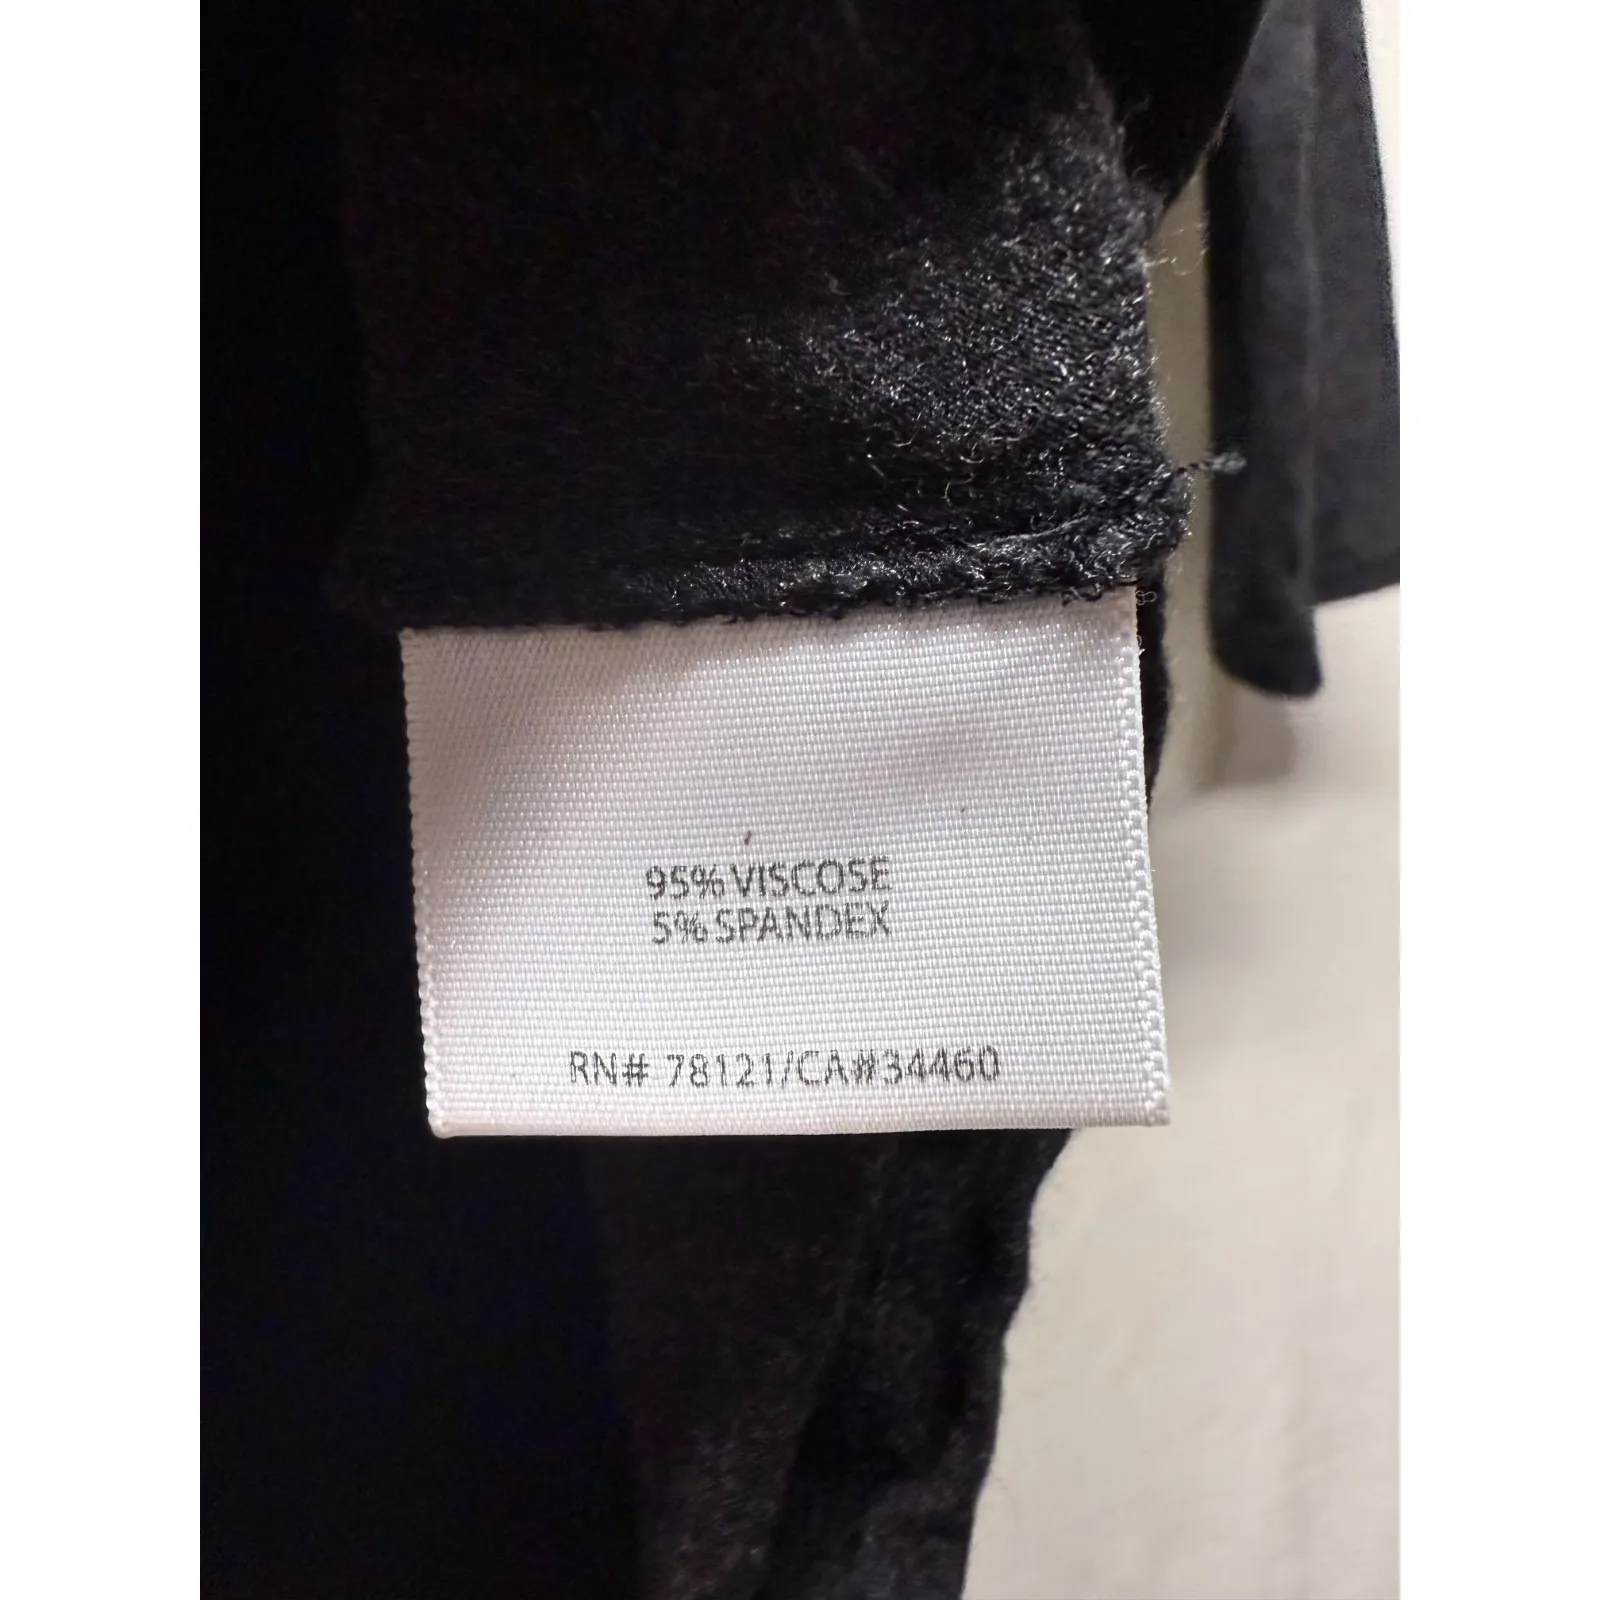 95% VISCOSE
5% SPANDEX
RN# 78121/CA#34460